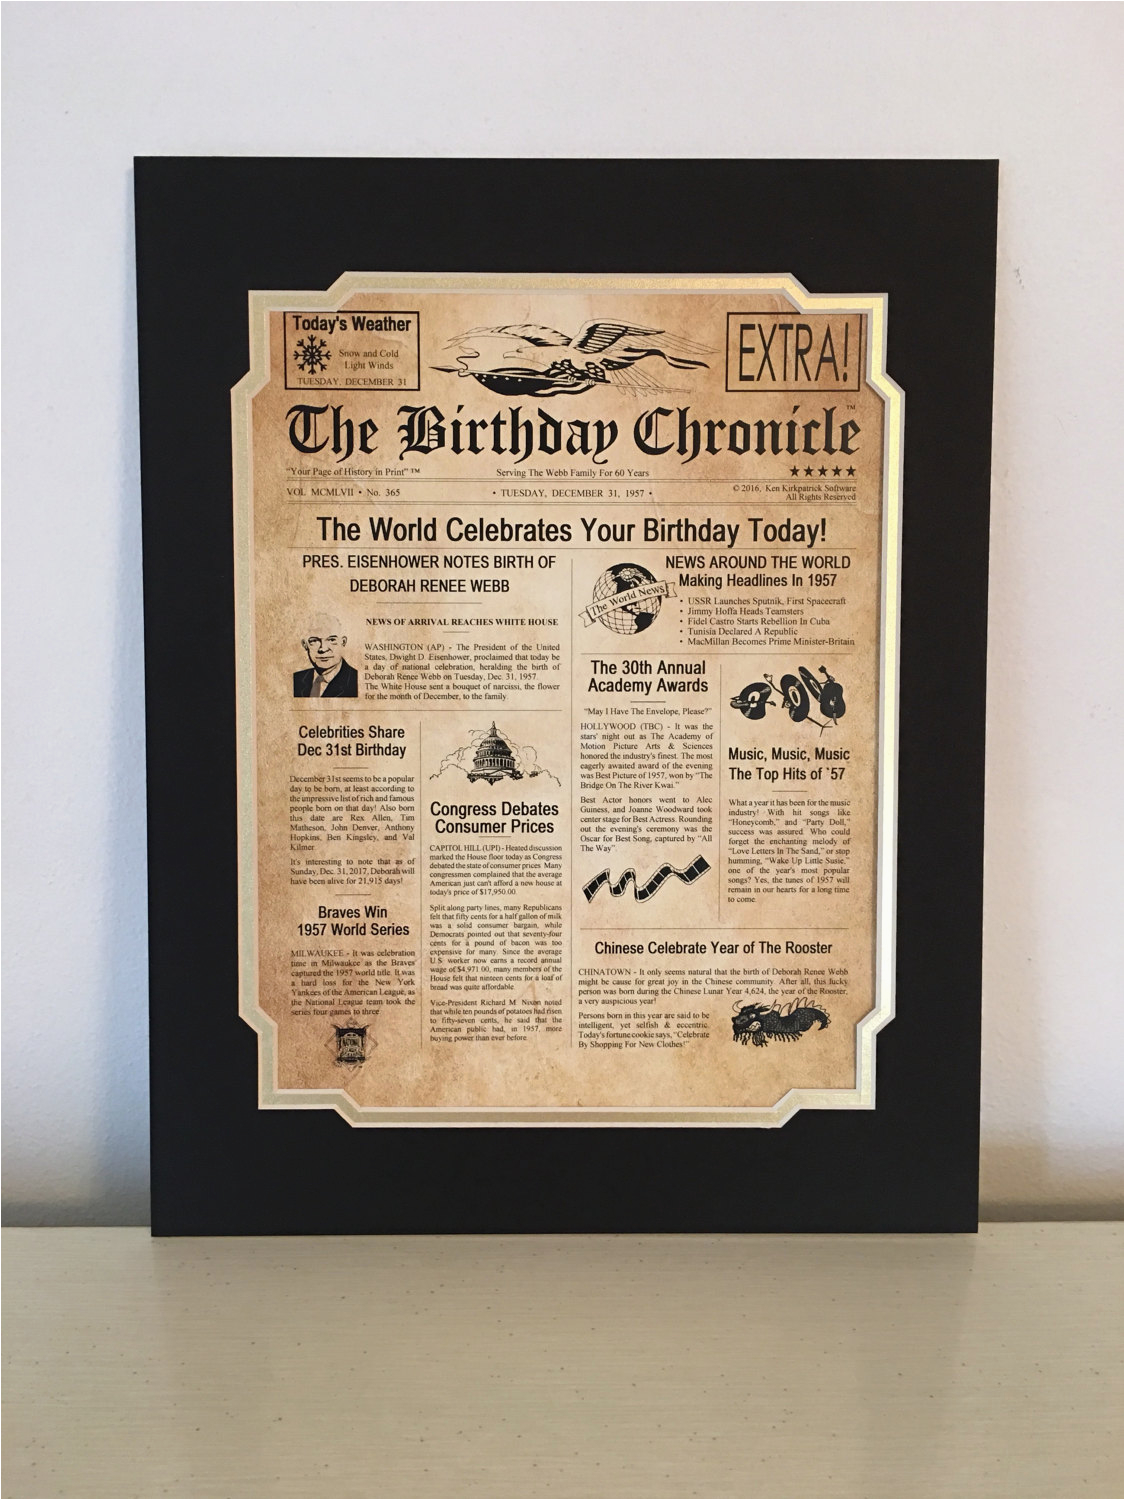 Today's Weather
Snow and Cold
Light Winds
TUESDAY, DECEMBER 31
EXTRA!
The Birthday Chronicle™
"Your Page of History in Print" ™
Serving The Webb Family For 60 Years
★★★★★
VOL MCMLVII • No. 365
• TUESDAY, DECEMBER 31, 1957 •
© 2016, Ken Kirkpatrick Software
All Rights Reserved
The World Celebrates Your Birthday Today!
PRES. EISENHOWER NOTES BIRTH OF
DEBORAH RENEE WEBB
NEWS OF ARRIVAL REACHES WHITE HOUSE
WASHINGTON (AP) - The President of the United
States, Dwight D. Eisenhower, proclaimed that today be
a day of national celebration, heralding the birth of
Deborah Renee Webb on Tuesday, Dec. 31, 1957.
The White House sent a bouquet of narcissi, the flower
for the month of December, to the family.
Celebrities Share
Dec 31st Birthday
December 31st seems to be a popular
day to be born, at least according to
the impressive list of rich and famous
people born on that day! Also born
this date are Rex Allen, Tim
Matheson, John Denver, Anthony
Hopkins, Ben Kingsley, and Val
Kilmer.
It's interesting to note that as of
Sunday, Dec. 31, 2017, Deborah will
have been alive for 21,915 days!
Braves Win
1957 World Series
MILWAUKEE - It was celebration
time in Milwaukee as the Braves
captured the 1957 world title. It was
a hard loss for the New York
Yankees of the American League, as
the National League team took the
series four games to three.
NATIONAL
Congress Debates
Consumer Prices
CAPITOL HILL (UPI) - Heated discussion
marked the House floor today as Congress
debated the state of consumer prices. Many
congressmen complained that the average
American just can't afford a new house at
today's price of $17,950.00.
Split along party lines, many Republicans
felt that fifty cents for a half gallon of milk
was a solid consumer bargain, while
Democrats pointed out that seventy-four
cents for a pound of bacon was too
expensive for many. Since the average
U.S. worker now earns a record annual
wage of $4,971.00, many members of the
House felt that nineteen cents for a loaf of
bread was quite affordable.
Vice-President Richard M. Nixon noted
that while ten pounds of potatoes had risen
to fifty-seven cents, he said that the
American public had, in 1957, more
buying power than ever before.
The World News
NEWS AROUND THE WORLD
Making Headlines In 1957
• USSR Launches Sputnik, First Spacecraft
• Jimmy Hoffa Heads Teamsters
• Fidel Castro Starts Rebellion In Cuba
• Tunisia Declared A Republic
• MacMillan Becomes Prime Minister-Britain
The 30th Annual
Academy Awards
"May I Have The Envelope, Please?"
HOLLYWOOD (TBC) - It was the
stars' night out as The Academy of
Motion Picture Arts & Sciences
honored the industry's finest. The most
eagerly awaited award of the evening
was Best Picture of 1957, won by "The
Bridge On The River Kwai."
Best Actor honors went to Alec
Guiness, and Joanne Woodward took
center stage for Best Actress. Rounding
out the evening's ceremony was the
Oscar for Best Song, captured by "All
The Way".
Music, Music, Music
The Top Hits of `57
What a year it has been for the music
industry! With hit songs like
"Honeycomb," and "Party Doll,"
success was assured. Who could
forget the enchanting melody of
"Love Letters In The Sand," or stop
humming, "Wake Up Little Susie,"
one of the year's most popular
songs? Yes, the tunes of 1957 will
remain in our hearts for a long time
to come.
Chinese Celebrate Year of The Rooster
CHINATOWN - It only seems natural that the birth of Deborah Renee Webb
might be cause for great joy in the Chinese community. After all, this lucky
person was born during the Chinese Lunar Year 4,624, the year of the Rooster,
a very auspicious year!
Persons born in this year are said to be
intelligent, yet selfish & eccentric.
Today's fortune cookie says, "Celebrate
By Shopping For New Clothes!"